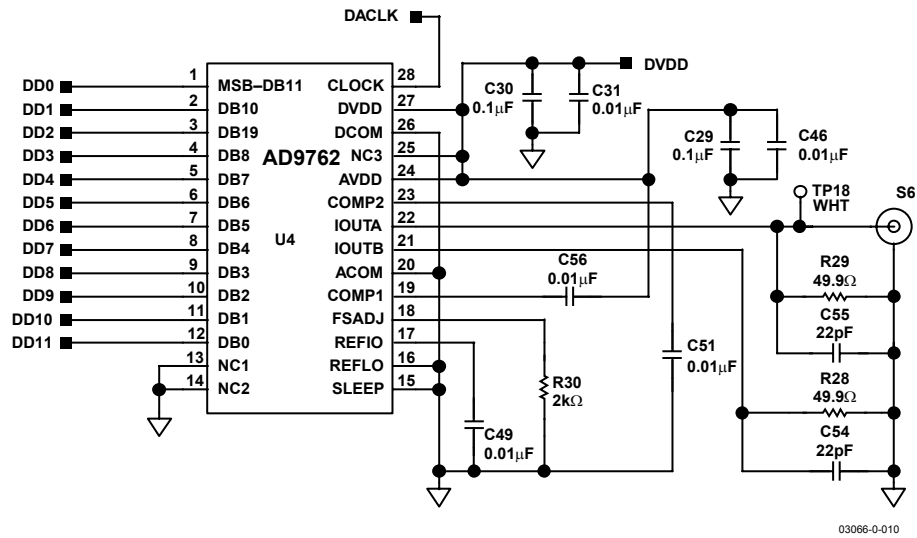 DACLK
DD0 1 MSB–DB11 CLOCK 28
DD1 2 DB10 DVDD 27
DD2 3 DB19 DCOM 26
DD3 4 DB8 NC3 25
DD4 5 DB7 AVDD 24
DD5 6 DB6 COMP2 23
DD6 7 DB5 IOUTA 22
DD7 8 DB4 IOUTB 21
DD8 9 DB3 ACOM 20
DD9 10 DB2 COMP1 19
DD10 11 DB1 FSADJ 18
DD11 12 DB0 REFIO 17
13 NC1 REFLO 16
14 NC2 SLEEP 15
AD9762
U4
DVDD
C30
0.1µF
C31
0.01µF
C29
0.1µF
C46
0.01µF
TP18
WHT
S6
C56
0.01µF
R29
49.9Ω
C55
22pF
C51
0.01µF
R30
2kΩ
R28
49.9Ω
C54
22pF
C49
0.01µF
03066-0-010